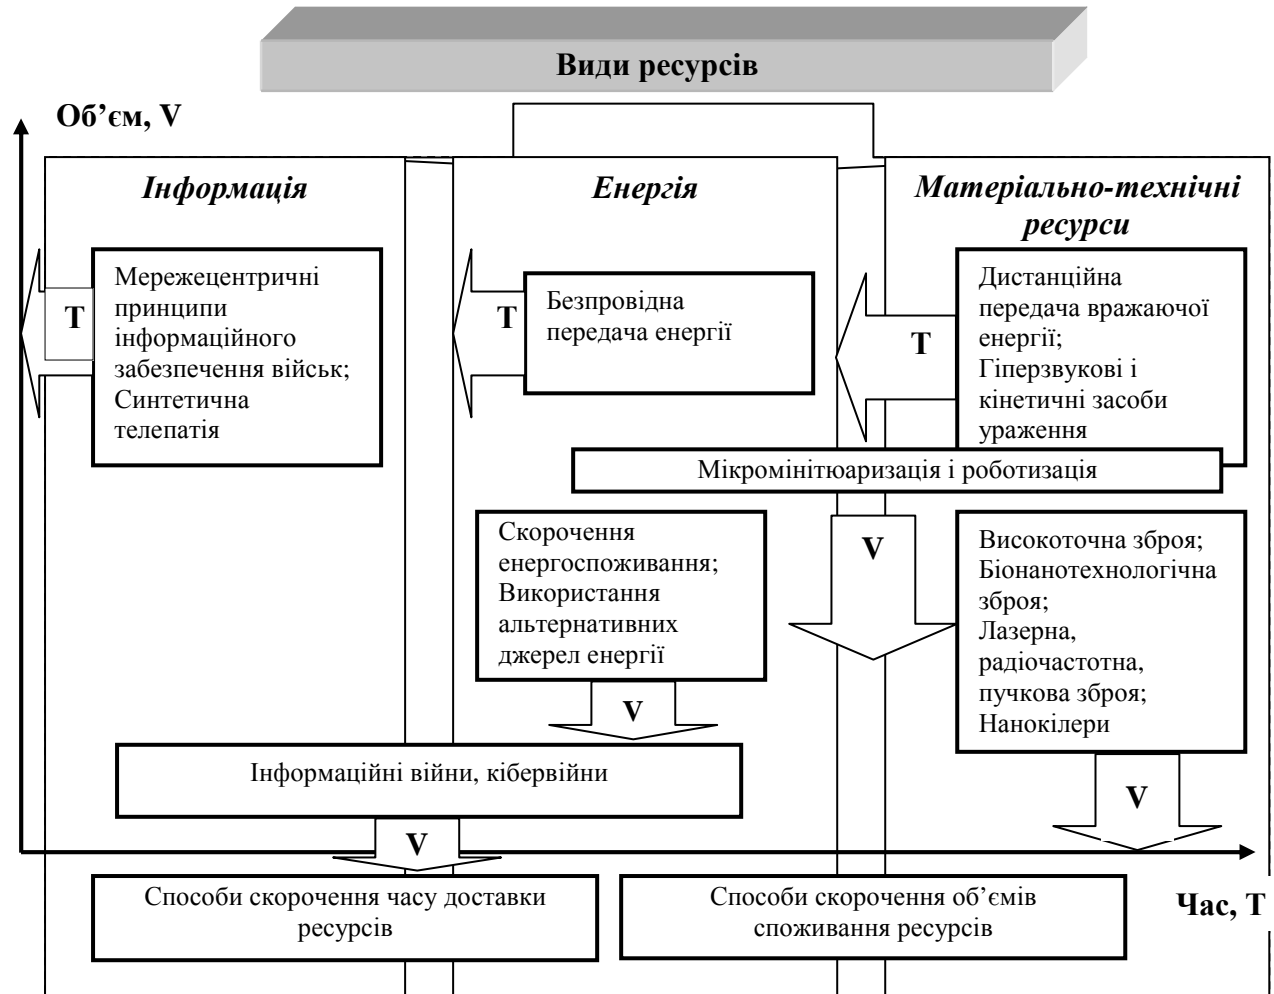 Види ресурсів
Об’єм, V
Інформація
Енергія
Матеріально-технічні
ресурси
Т
Мережецентричні
принципи
інформаційного
забезпечення військ;
Синтетична
телепатія
Т
Безпровідна
передача енергії
Т
Дистанційна
передача вражаючої
енергії;
Гіперзвукові і
кінетичні засоби
ураження
Мікромінітюаризація і роботизація
Скорочення
енергоспоживання;
Використання
альтернативних
джерел енергії
V
V
Високоточна зброя;
Біонанотехнологічна
зброя;
Лазерна,
радіочастотна,
пучкова зброя;
Нанокілери
Інформаційні війни, кібервійни
V
V
Способи скорочення часу доставки
ресурсів
Способи скорочення об’ємів
споживання ресурсів
Час, Т